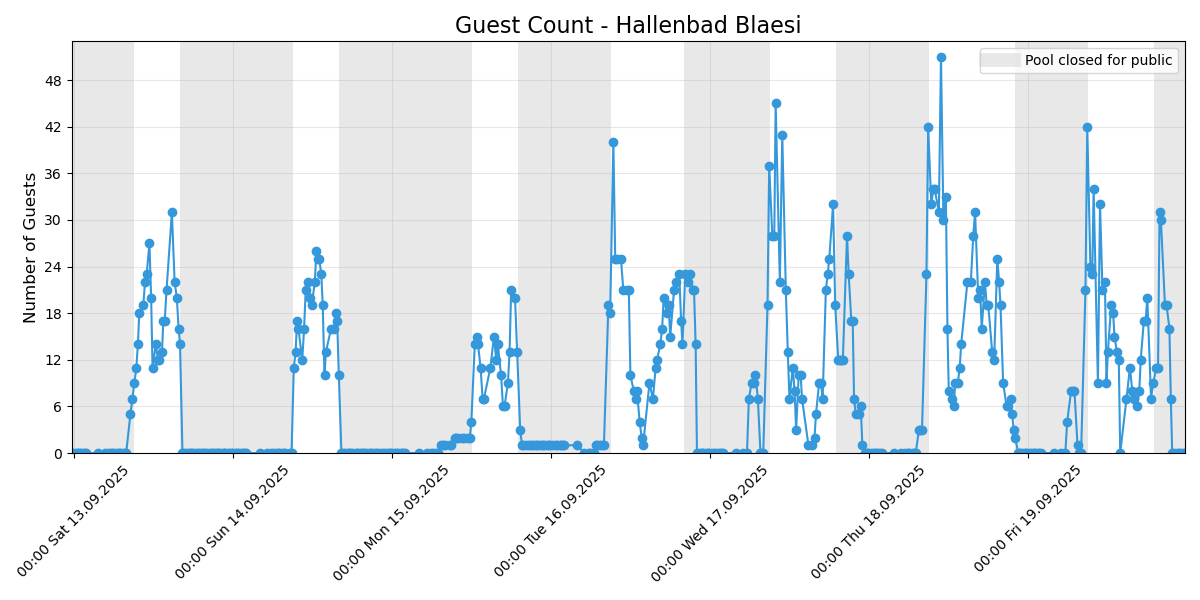 Guest Count - Hallenbad Blaesi
Pool closed for public
Number of Guests
48
42
36
30
24
18
12
6
0
00:00 Sat 13.09.2025
00:00 Sun 14.09.2025
00:00 Mon 15.09.2025
00:00 Tue 16.09.2025
00:00 Wed 17.09.2025
00:00 Thu 18.09.2025
00:00 Fri 19.09.2025